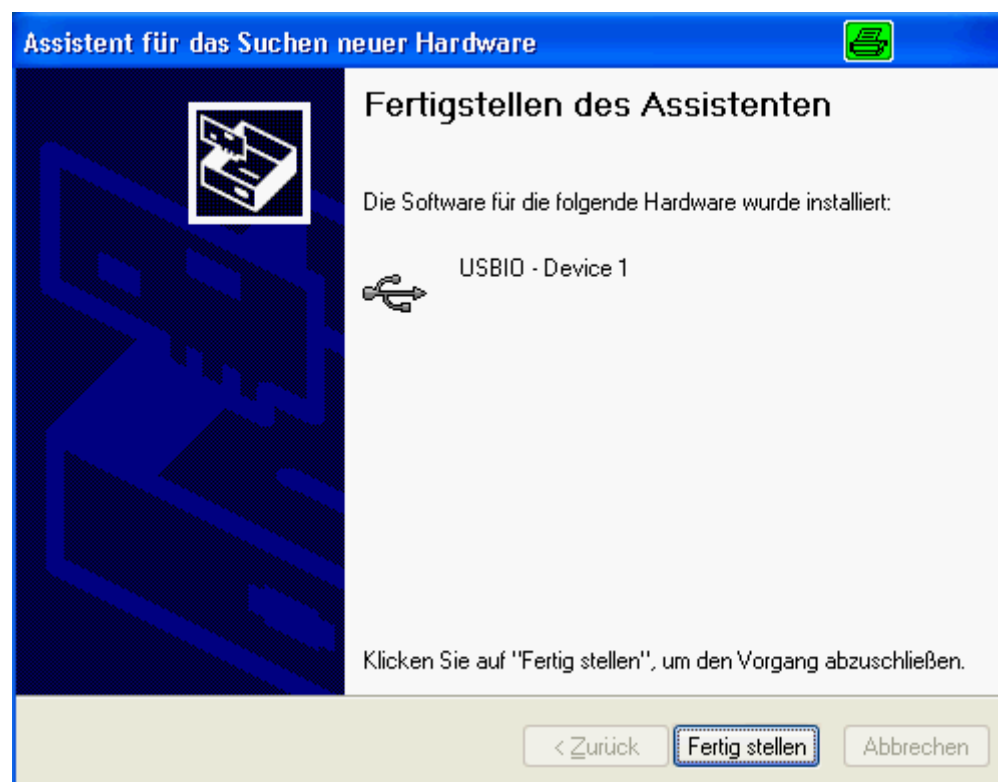 Assistent für das Suchen neuer Hardware
Fertigstellen des Assistenten
Die Software für die folgende Hardware wurde installiert:
USBIO - Device 1
Klicken Sie auf "Fertig stellen", um den Vorgang abzuschließen.
< Zurück Fertig stellen Abbrechen